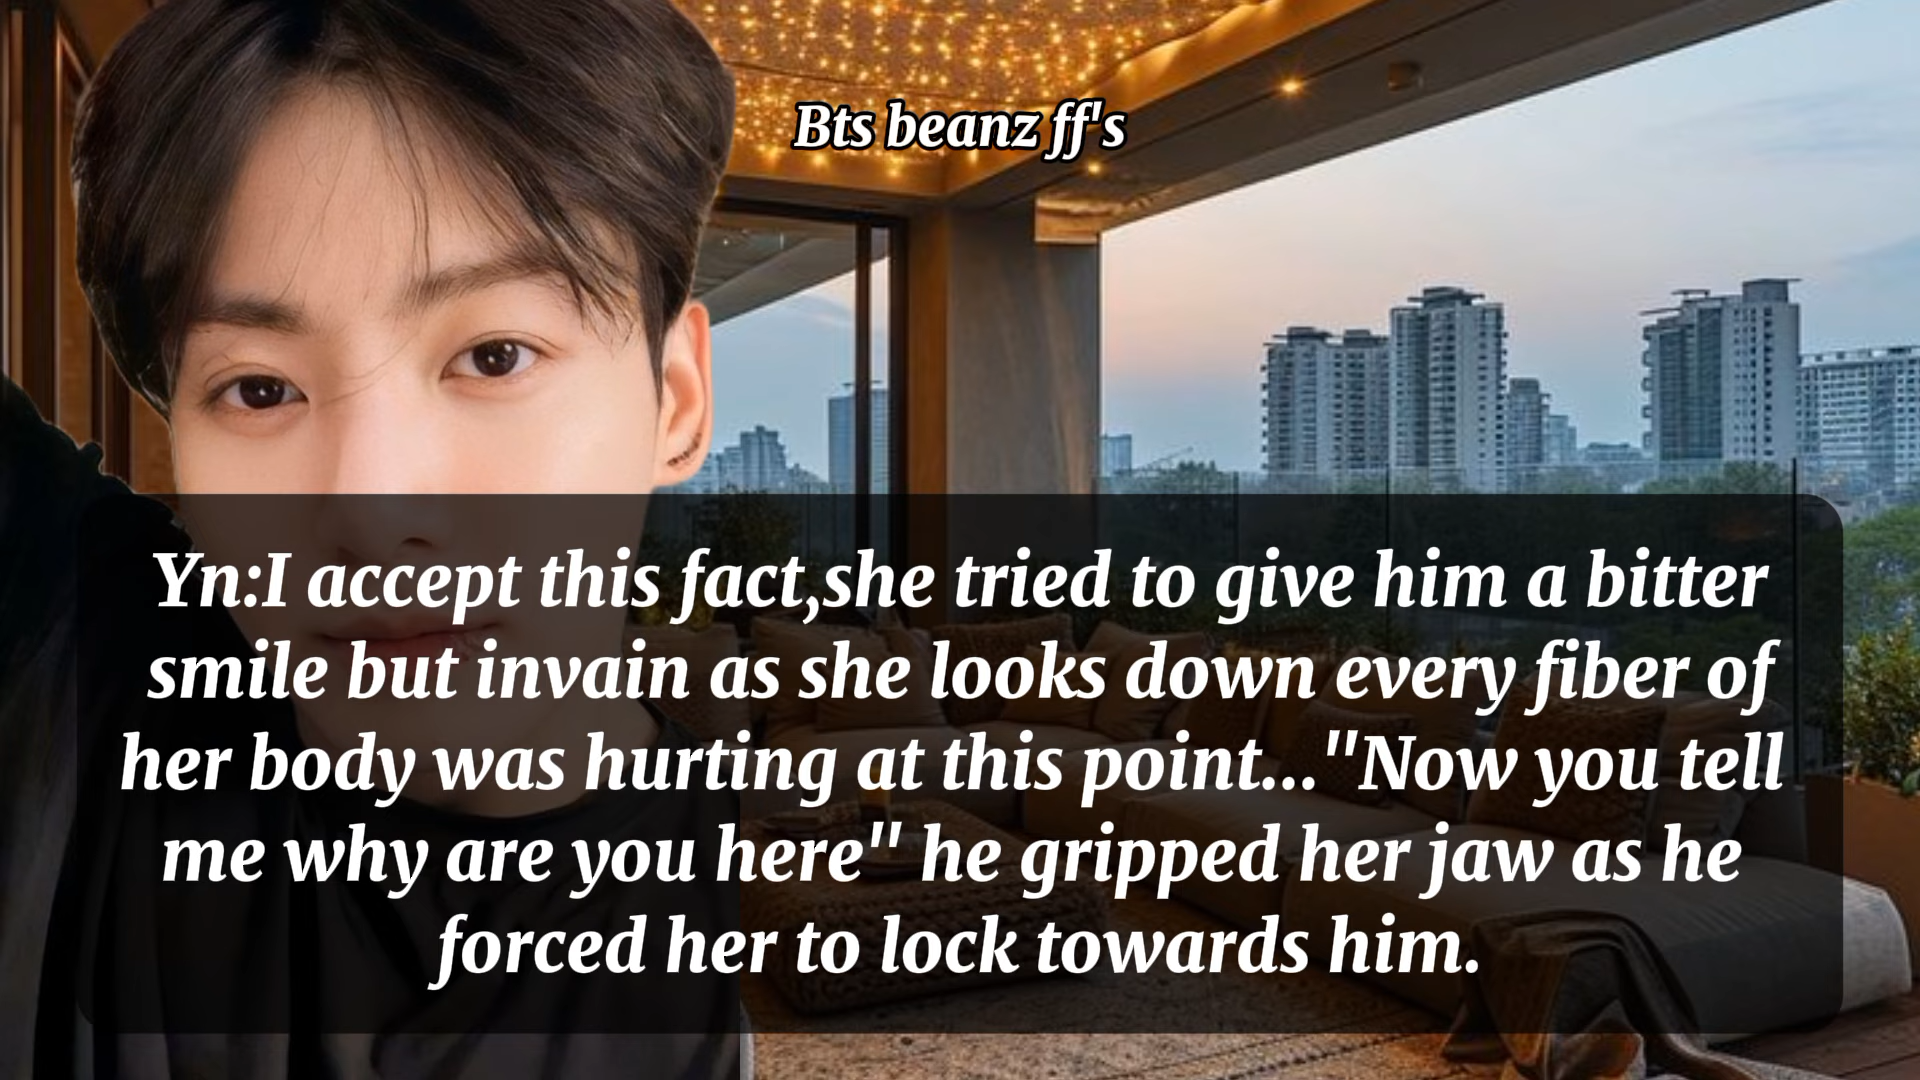 Bts beanz ff's
Yn:I accept this fact,she tried to give him a bitter
smile but invain as she looks down every fiber of
her body was hurting at this point..."Now you tell
me why are you here" he gripped her jaw as he
forced her to lock towards him.